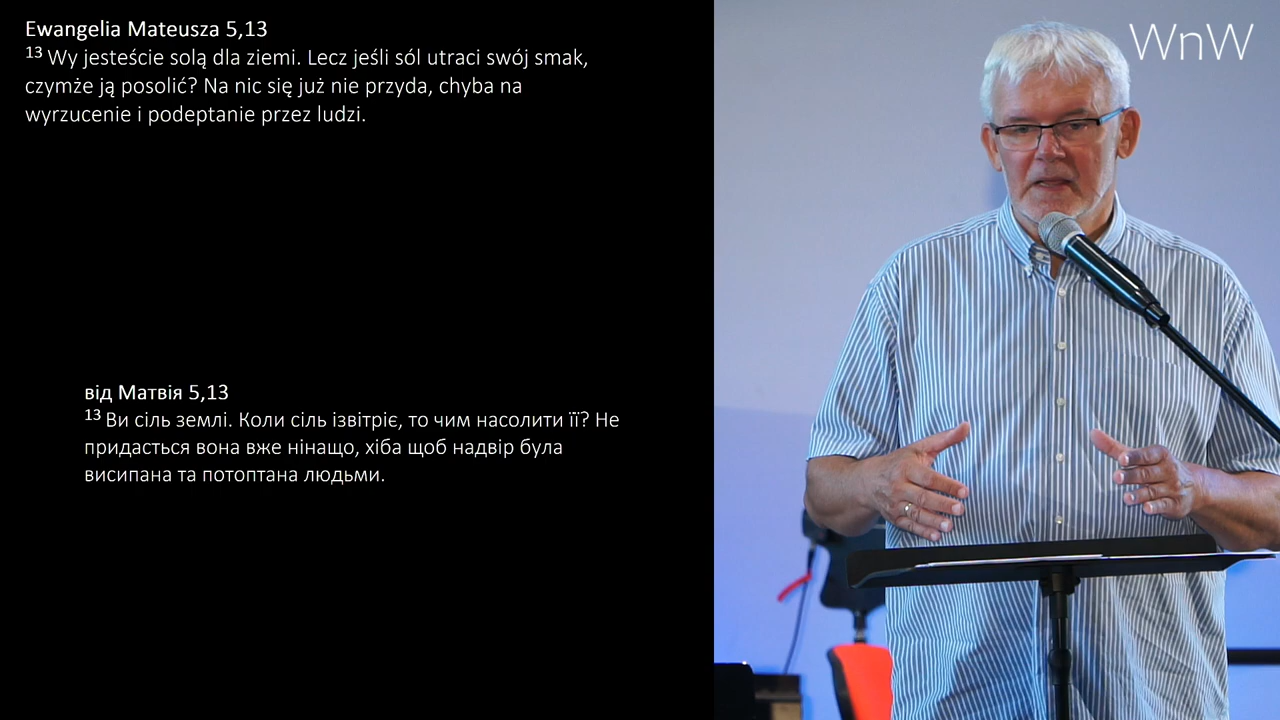 Ewangelia Mateusza 5,13
13 Wy jesteście solą dla ziemi. Lecz jeśli sól utraci swój smak,
czymże ją posolić? Na nic się już nie przyda, chyba na
wyrzucenie i podeptanie przez ludzi.
WnW
від Матвія 5,13
13 Ви сіль землі. Коли сіль ізвітріє, то чим насолити її? Не
придасться вона вже нінащо, хіба щоб надвір була
висипана та потоптана людьми.